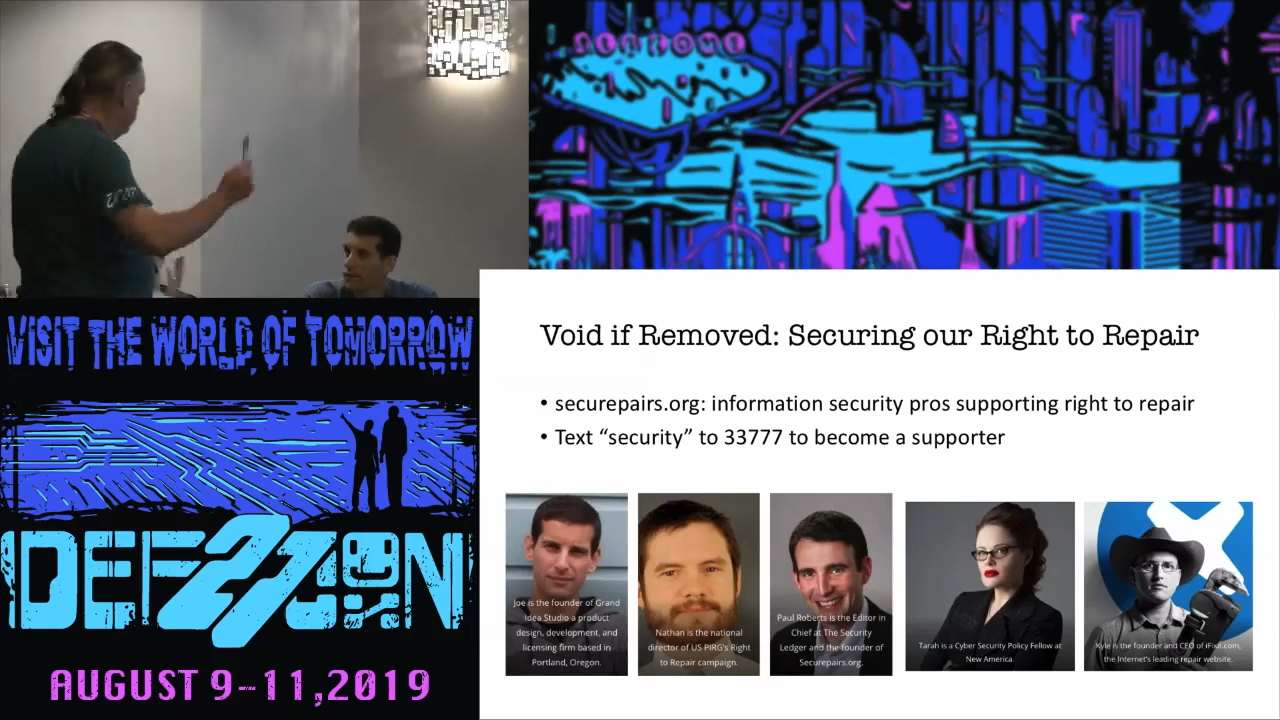 WELCOME
VISIT THE WORLD OF TOMORROW
DEF CON
27
AUGUST 9-11,2019
Void if Removed: Securing our Right to Repair
• securepairs.org: information security pros supporting right to repair
• Text “security” to 33777 to become a supporter
Joe is the founder of Grand
Idea Studio a product
design, development, and
licensing firm based in
Portland, Oregon.
Nathan is the national
director of US PIRG's Right
to Repair campaign.
Paul Roberts is the Editor in
Chief at The Security
Ledger and the founder of
Securepairs.org.
Tarah is a Cyber Security Policy Fellow at
New America.
Kyle is the founder and CEO of iFixit.com,
the Internet's leading repair website.